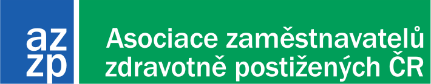 az
zp
Asociace zaměstnavatelů
zdravotně postižených ČR